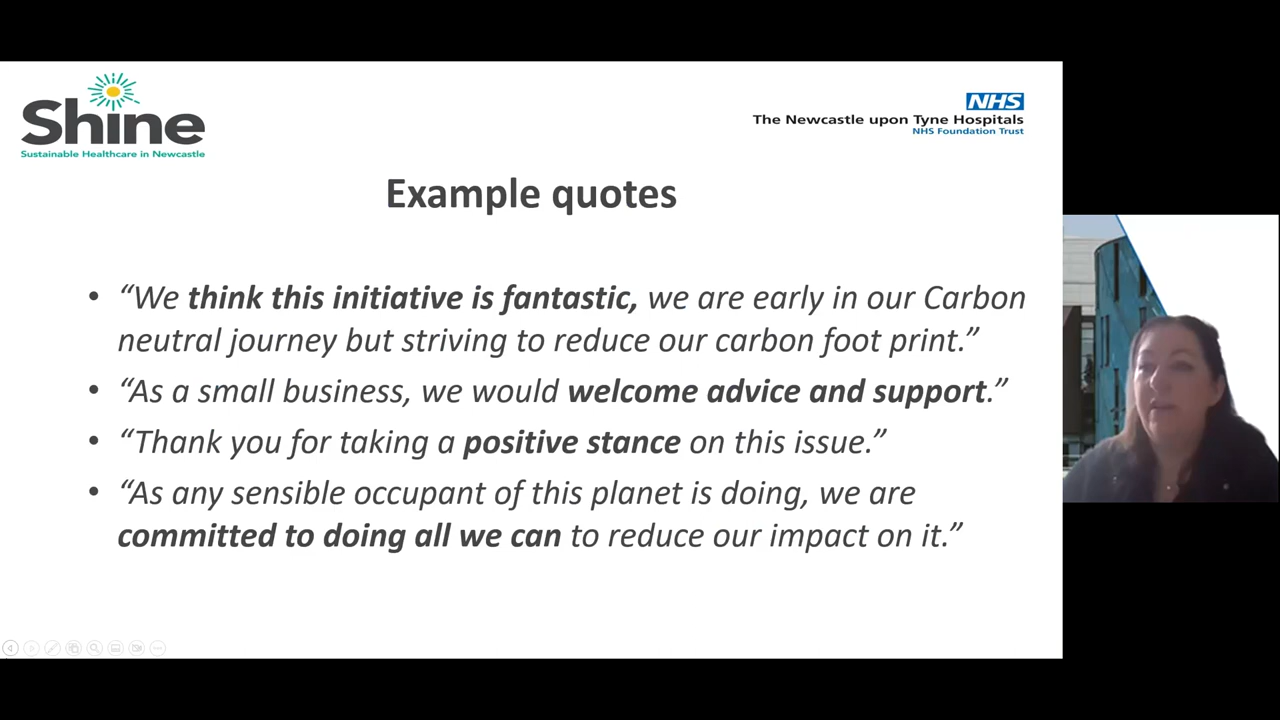 Shine
Sustainable Healthcare in Newcastle
NHS
The Newcastle upon Tyne Hospitals
NHS Foundation Trust
Example quotes
• “We think this initiative is fantastic, we are early in our Carbon
neutral journey but striving to reduce our carbon foot print.”
• “As a small business, we would welcome advice and support.”
• “Thank you for taking a positive stance on this issue.”
• “As any sensible occupant of this planet is doing, we are
committed to doing all we can to reduce our impact on it.”